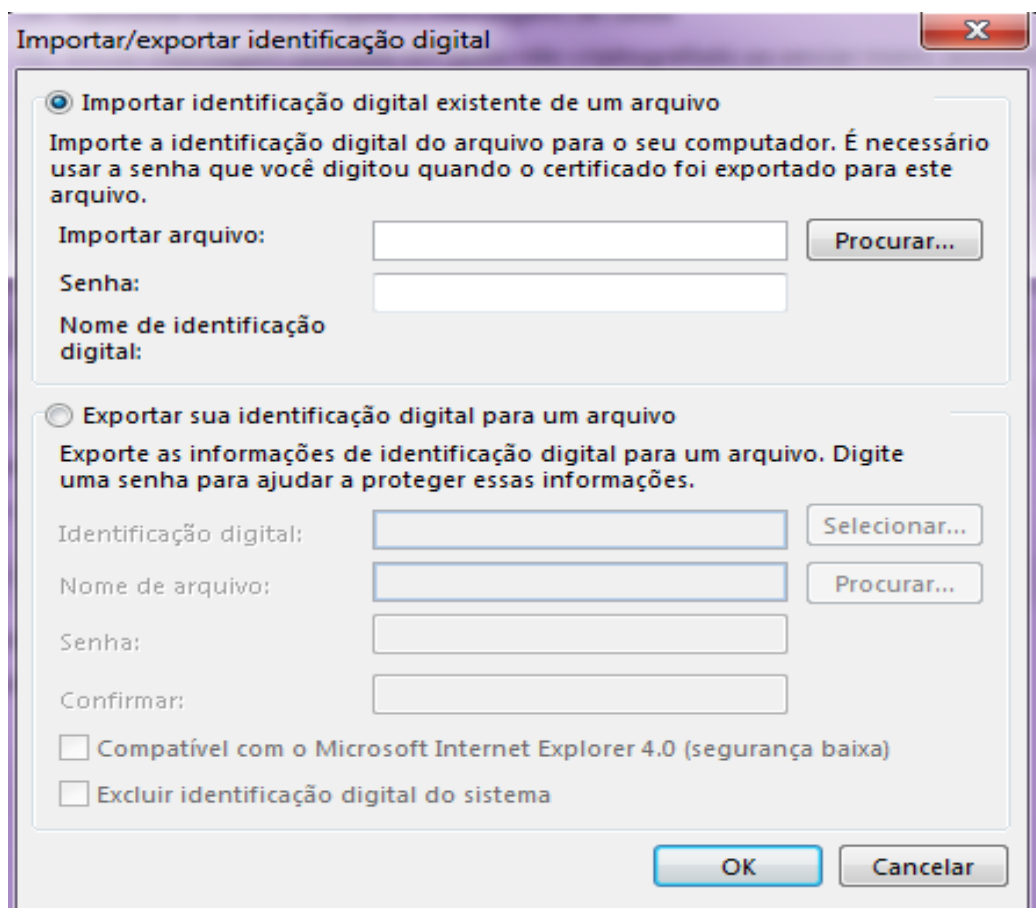 Importar/exportar identificação digital
Importar identificação digital existente de um arquivo
Importe a identificação digital do arquivo para o seu computador. É necessário
usar a senha que você digitou quando o certificado foi exportado para este
arquivo.
Importar arquivo:
Procurar...
Senha:
Nome de identificação
digital:
Exportar sua identificação digital para um arquivo
Exporte as informações de identificação digital para um arquivo. Digite
uma senha para ajudar a proteger essas informações.
Identificação digital:
Selecionar...
Nome de arquivo:
Procurar...
Senha:
Confirmar:
Compatível com o Microsoft Internet Explorer 4.0 (segurança baixa)
Excluir identificação digital do sistema
OK
Cancelar